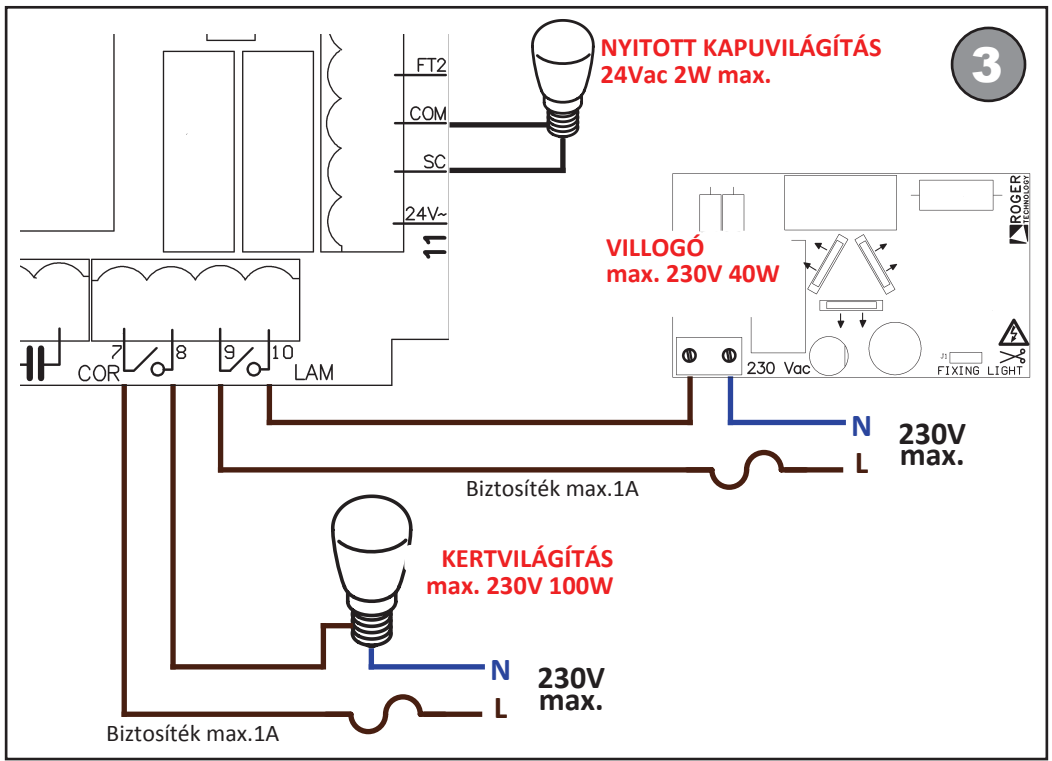 NYITOTT KAPUVILÁGÍTÁS
24Vac 2W max.
3
FT2
COM
SC
24V~
11
ROGER
TECHNOLOGY
VILLOGÓ
max. 230V 40W
7 8 9 10
COR LAM
230 Vac
J1
FIXING LIGHT
N
L
230V
max.
Biztosíték max.1A
KERTVILÁGÍTÁS
max. 230V 100W
N
L
230V
max.
Biztosíték max.1A